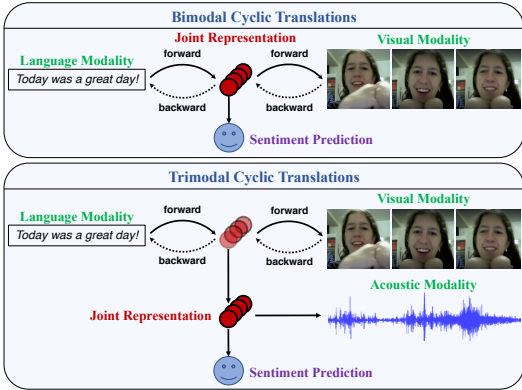 Bimodal Cyclic Translations
Joint Representation
Language Modality
Visual Modality
forward
forward
Today was a great day!
backward
backward
Sentiment Prediction
Trimodal Cyclic Translations
Language Modality
Visual Modality
forward
forward
Today was a great day!
backward
backward
Acoustic Modality
Joint Representation
Sentiment Prediction